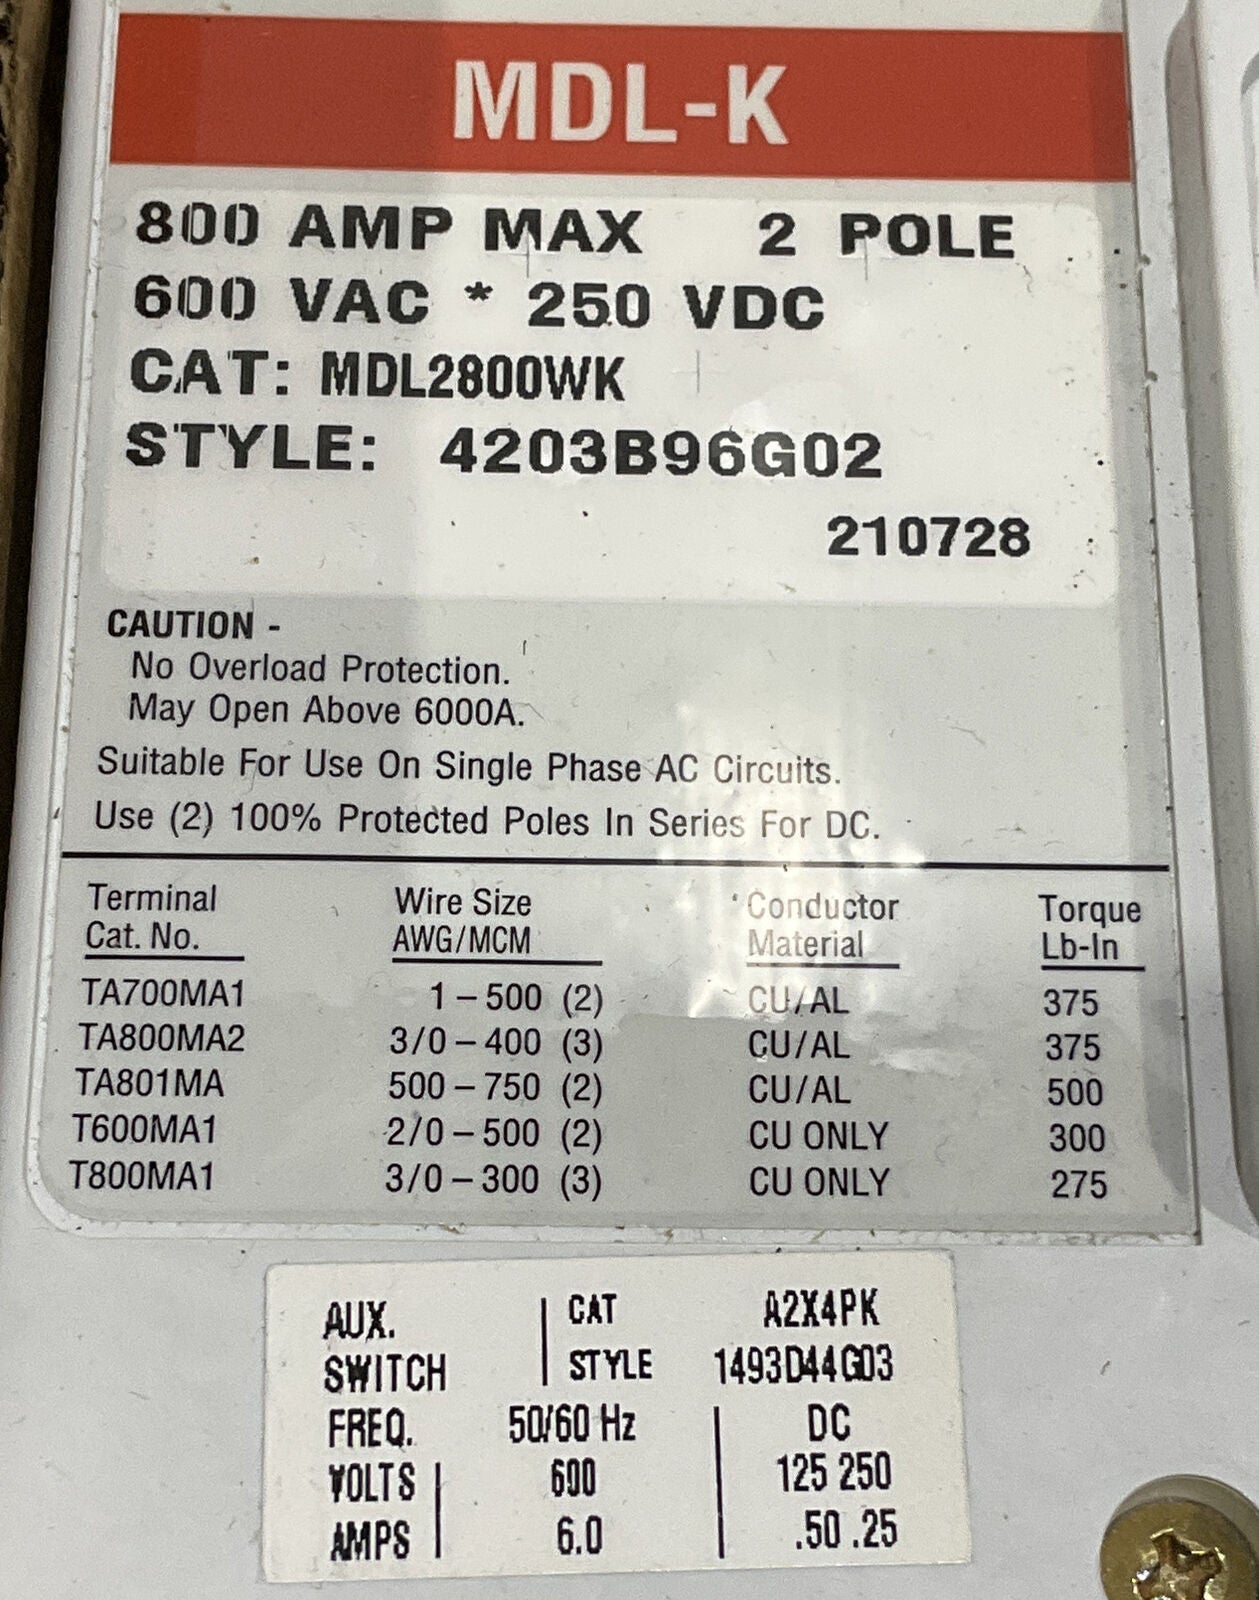 MDL-K
800 AMP MAX 2 POLE
600 VAC * 250 VDC
CAT: MDL2800WK
STYLE: 4203B96G02
210728
CAUTION -
No Overload Protection.
May Open Above 6000A.
Suitable For Use On Single Phase AC Circuits.
Use (2) 100% Protected Poles In Series For DC.
Terminal Wire Size Conductor Torque
Cat. No. AWG/MCM Material Lb-In
TA700MA1 1-500 (2) CU/AL 375
TA800MA2 3/0-400 (3) CU/AL 375
TA801MA 500-750 (2) CU/AL 500
T600MA1 2/0-500 (2) CU ONLY 300
T800MA1 3/0-300 (3) CU ONLY 275
AUX. CAT A2X4PK
SWITCH STYLE 1493D44G03
FREQ. 50/60 Hz DC
VOLTS 600 125 250
AMPS 6.0 .50 .25